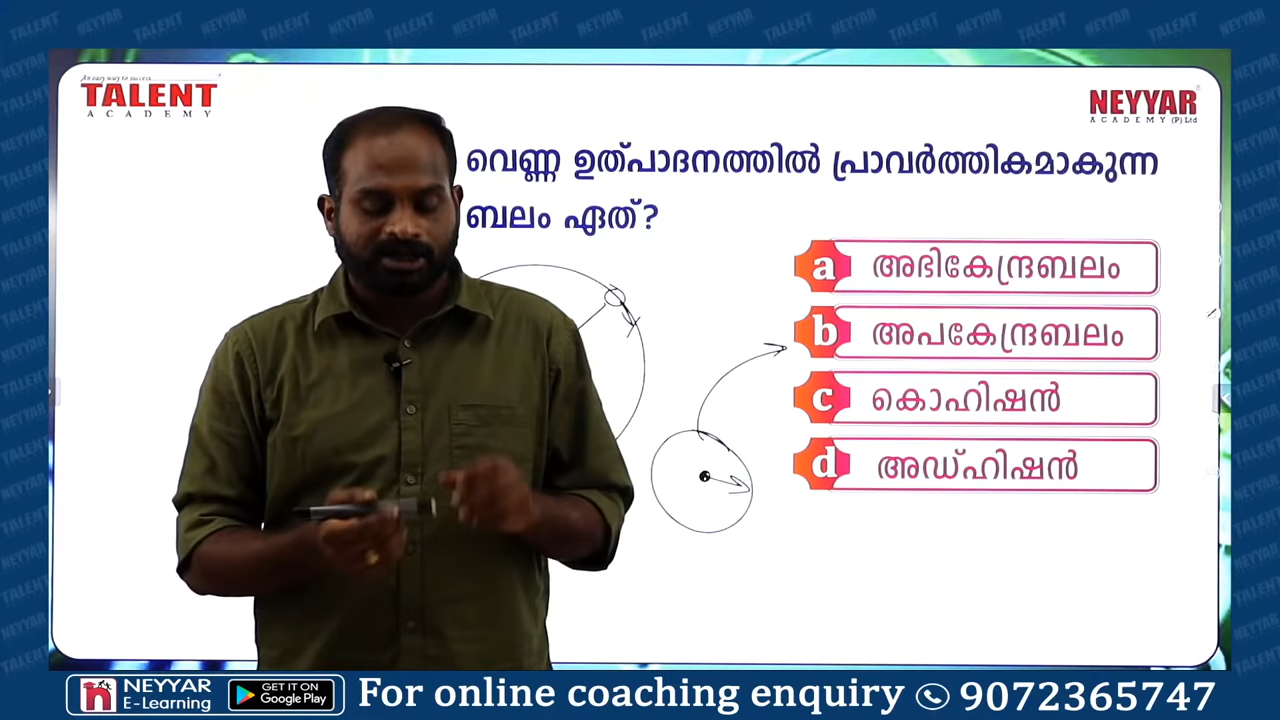 An easy way to success...
TALENT
ACADEMY
NEYYAR
ACADEMY (P) Ltd
വെണ്ണ ഉത്പാദനത്തിൽ പ്രാവർത്തികമാകുന്ന
ബലം ഏത്?
a അഭികേന്ദ്രബലം
b അപകേന്ദ്രബലം
c കൊഹിഷൻ
d അഡ്ഹിഷൻ
NEYYAR
E-Learning
GET IT ON
Google Play
For online coaching enquiry 9072365747